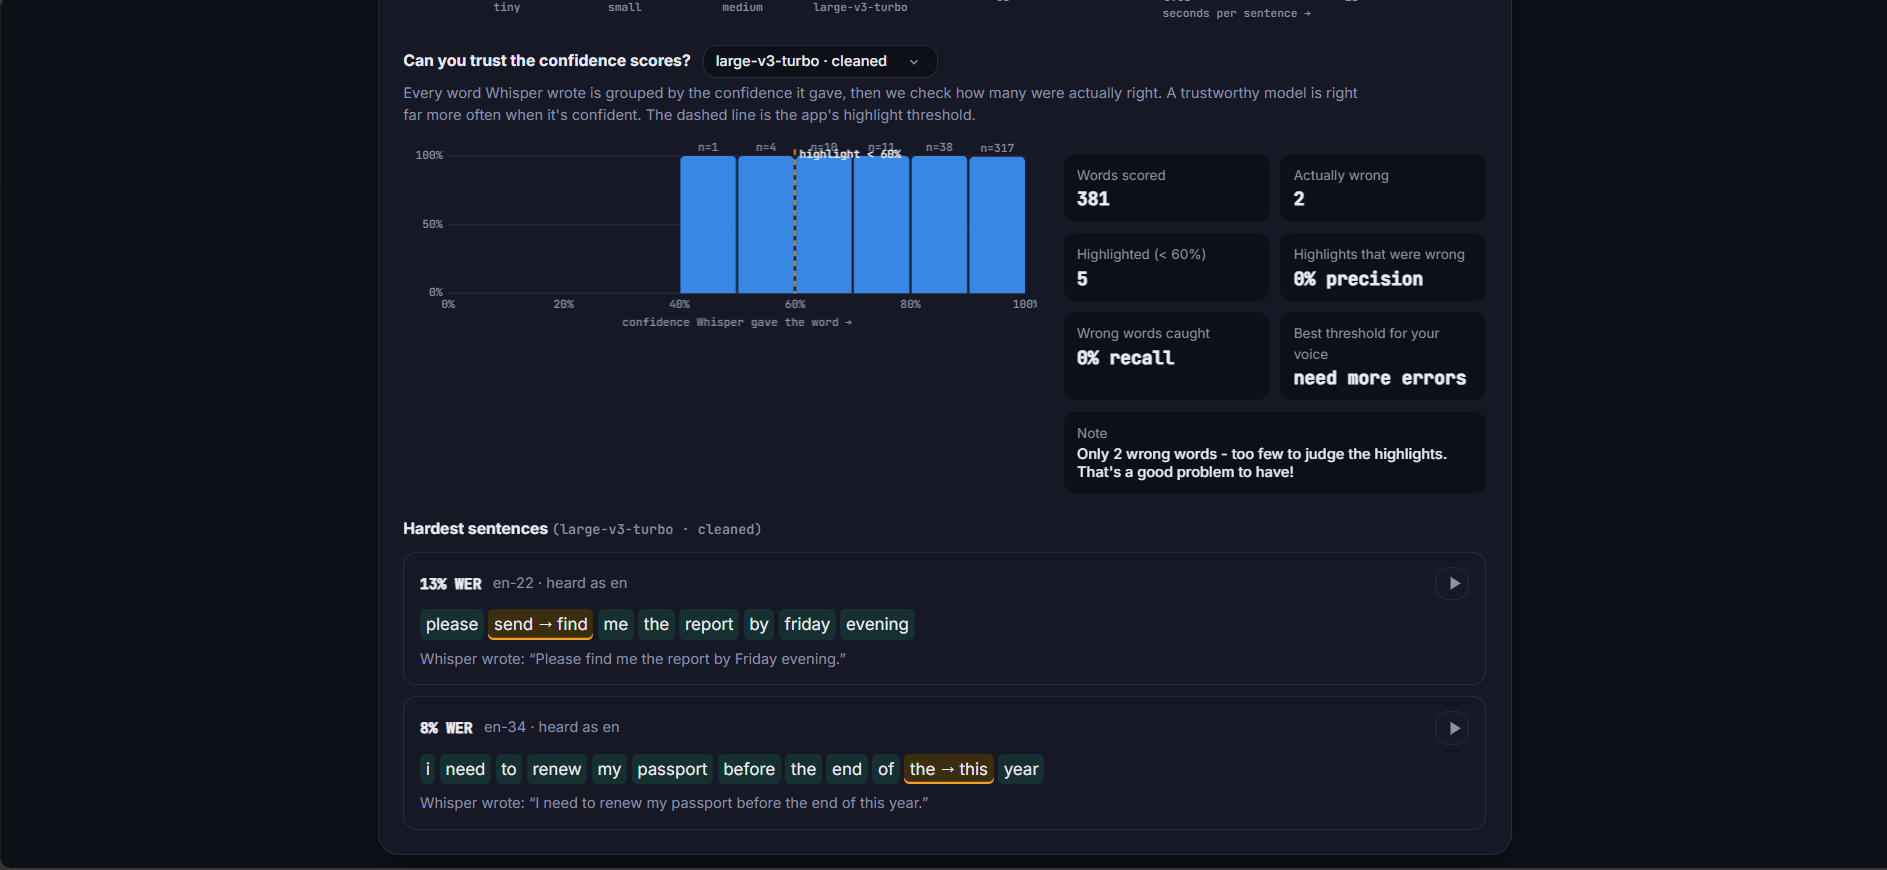 tiny small medium large-v3-turbo
seconds per sentence →
Can you trust the confidence scores? large-v3-turbo · cleaned
Every word Whisper wrote is grouped by the confidence it gave, then we check how many were actually right. A trustworthy model is right
far more often when it's confident. The dashed line is the app's highlight threshold.
n=1 n=4 n=10 n=11 n=38 n=317
highlight < 60%
100%
50%
0%
0% 20% 40% 60% 80% 100%
confidence Whisper gave the word →
Words scored
381
Actually wrong
2
Highlighted (< 60%)
5
Highlights that were wrong
0% precision
Wrong words caught
0% recall
Best threshold for your
voice
need more errors
Note
Only 2 wrong words - too few to judge the highlights.
That's a good problem to have!
Hardest sentences (large-v3-turbo · cleaned)
13% WER en-22 · heard as en
please send → find me the report by friday evening
Whisper wrote: “Please find me the report by Friday evening.”
8% WER en-34 · heard as en
i need to renew my passport before the end of the → this year
Whisper wrote: “I need to renew my passport before the end of this year.”